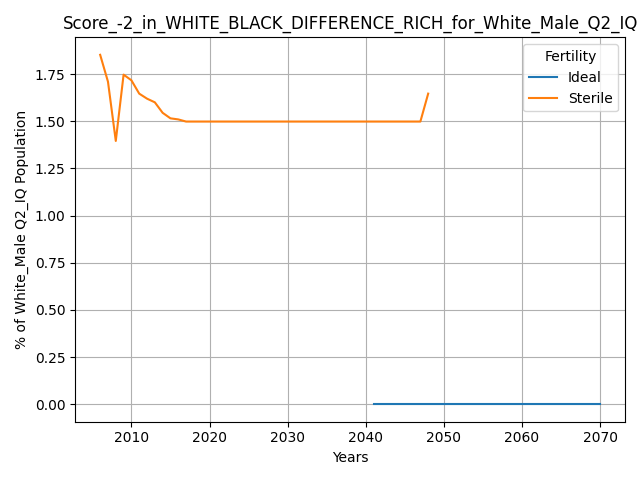 Score_-2_in_WHITE_BLACK_DIFFERENCE_RICH_for_White_Male_Q2_IQ
Fertility
Ideal
Sterile
% of White_Male Q2_IQ Population
1.75
1.50
1.25
1.00
0.75
0.50
0.25
0.00
2010 2020 2030 2040 2050 2060 2070
Years